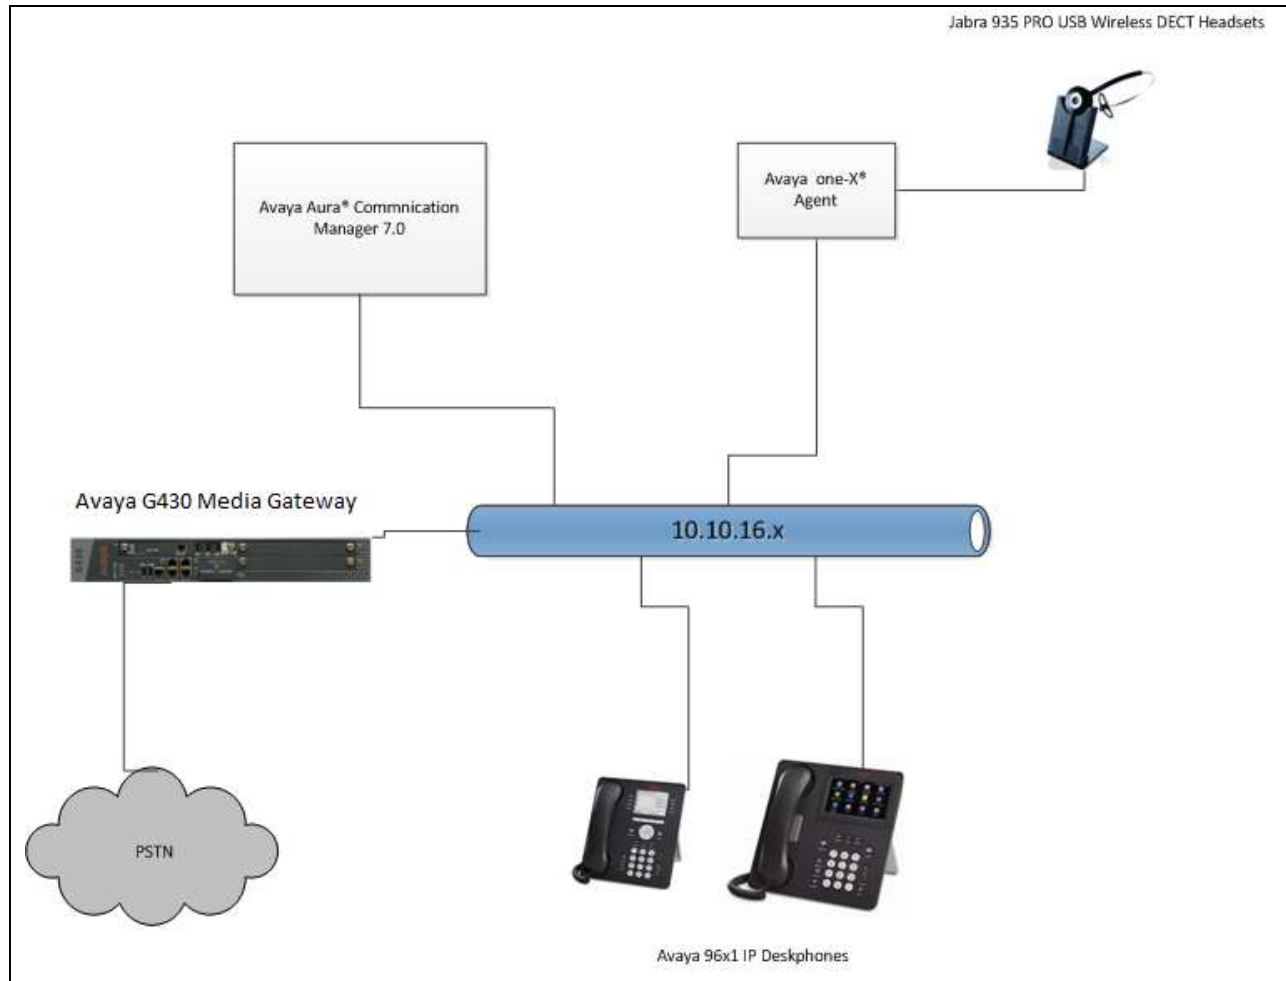 Jabra 935 PRO USB Wireless DECT Headsets
Avaya Aura® Commnication
Manager 7.0
Avaya one-X®
Agent
Avaya G430 Media Gateway
10.10.16.x
PSTN
Avaya 96x1 IP Deskphones